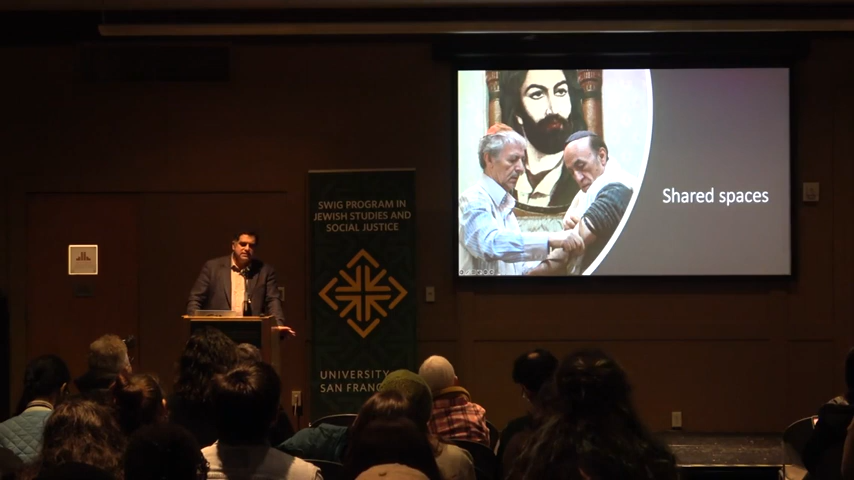 SWIG PROGRAM IN
JEWISH STUDIES AND
SOCIAL JUSTICE
UNIVERSITY
SAN FRANC
Shared spaces